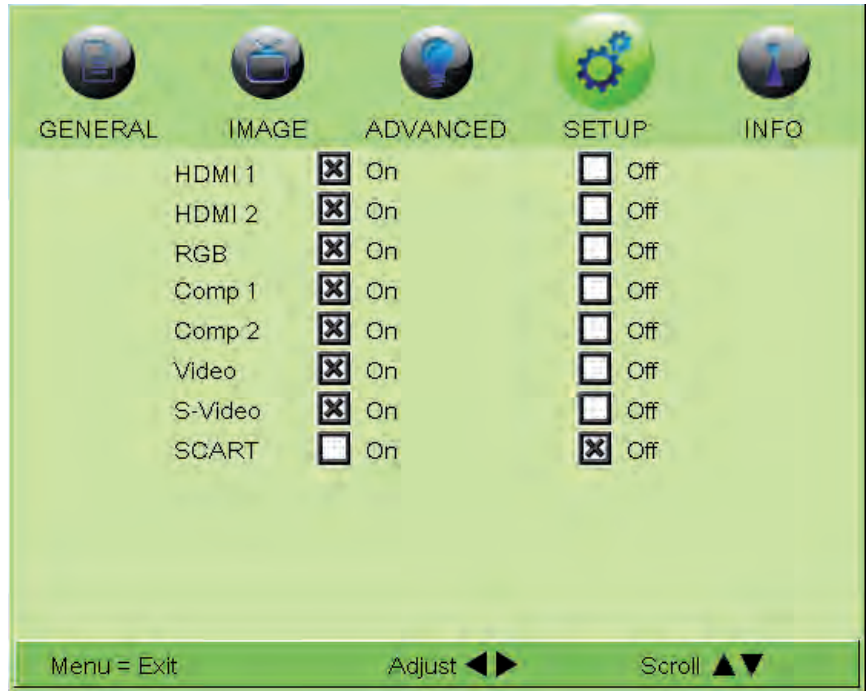 GENERAL IMAGE ADVANCED SETUP INFO
HDMI 1 On Off
HDMI 2 On Off
RGB On Off
Comp 1 On Off
Comp 2 On Off
Video On Off
S-Video On Off
SCART On Off
Menu = Exit Adjust ◀▶ Scroll ▲▼